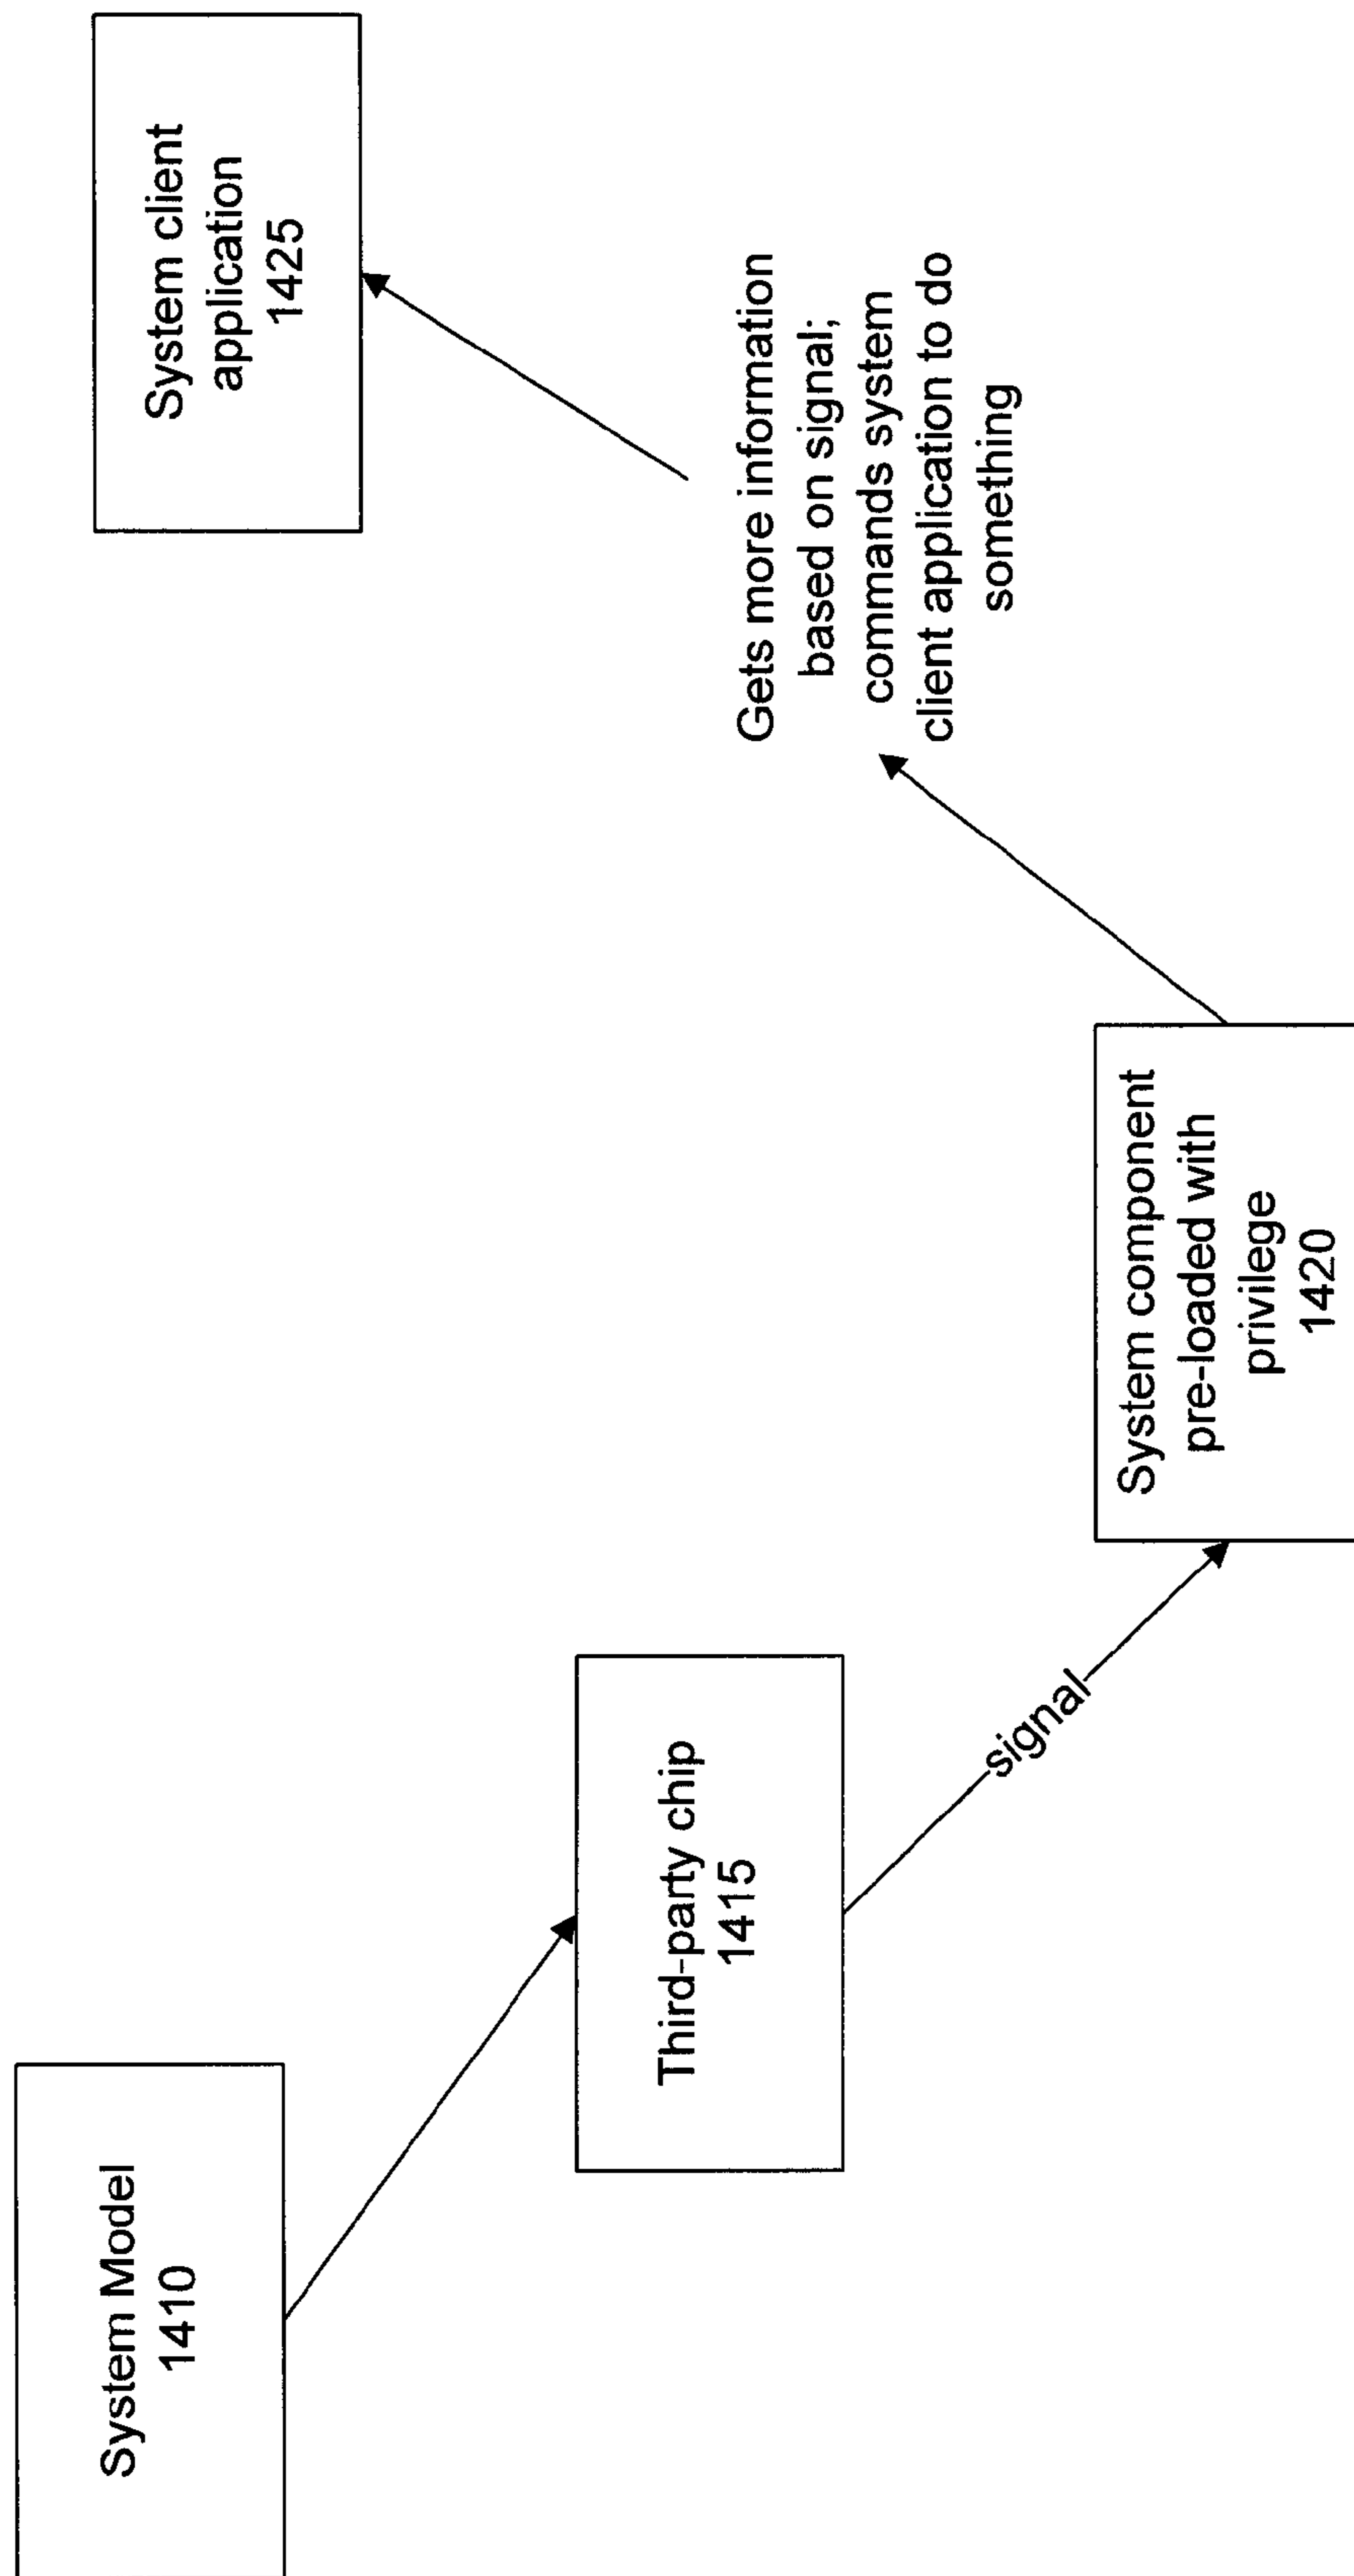 System Model
1410
Third-party chip
1415
signal
System component
pre-loaded with
privilege
1420
Gets more information
based on signal;
commands system
client application to do
something
System client
application
1425